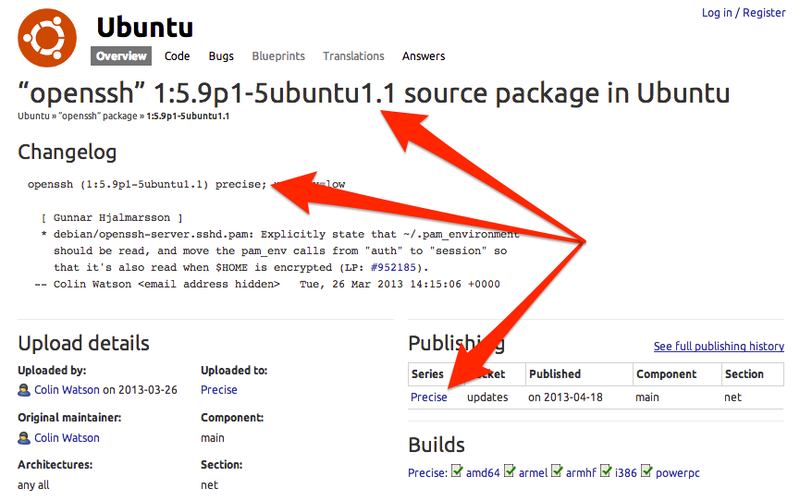 Log in / Register
Ubuntu
Overview Code Bugs Blueprints Translations Answers
“openssh” 1:5.9p1-5ubuntu1.1 source package in Ubuntu
Ubuntu » “openssh” package » 1:5.9p1-5ubuntu1.1
Changelog
openssh (1:5.9p1-5ubuntu1.1) precise; =low
[ Gunnar Hjalmarsson ]
* debian/openssh-server.sshd.pam: Explicitly state that ~/.pam_environment
should be read, and move the pam_env calls from "auth" to "session" so
that it's also read when $HOME is encrypted (LP: #952185).
-- Colin Watson <email address hidden> Tue, 26 Mar 2013 14:15:06 +0000
Upload details
Uploaded by:
Colin Watson on 2013-03-26
Uploaded to:
Precise
Original maintainer:
Colin Watson
Component:
main
Architectures:
any all
Section:
net
Publishing
See full publishing history
Series Published Component Section
Precise updates on 2013-04-18 main net
Builds
Precise: amd64 armel armhf i386 powerpc